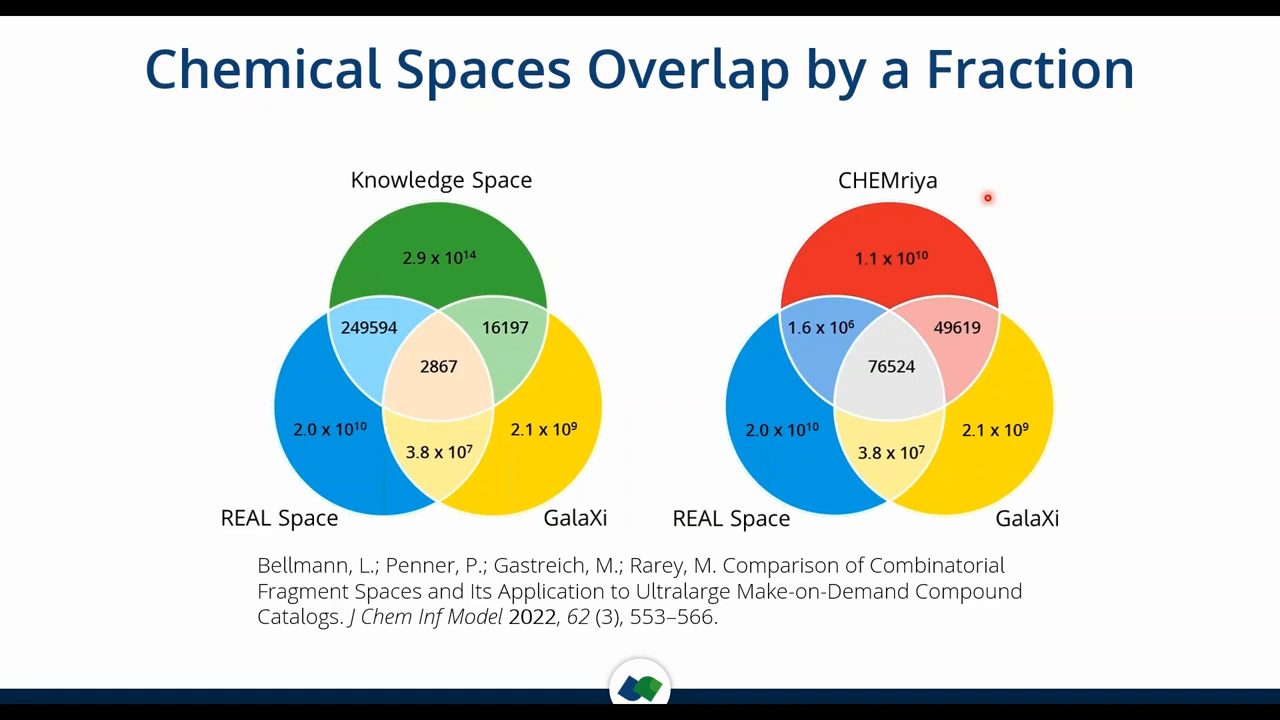 Chemical Spaces Overlap by a Fraction
Knowledge Space
2.9 x 10¹⁴
249594
16197
2867
2.0 x 10¹⁰
2.1 x 10⁹
3.8 x 10⁷
REAL Space
GalaXi
CHEMriya
1.1 x 10¹⁰
1.6 x 10⁶
49619
76524
2.0 x 10¹⁰
2.1 x 10⁹
3.8 x 10⁷
REAL Space
GalaXi
Bellmann, L.; Penner, P.; Gastreich, M.; Rarey, M. Comparison of Combinatorial
Fragment Spaces and Its Application to Ultralarge Make-on-Demand Compound
Catalogs. J Chem Inf Model 2022, 62 (3), 553–566.